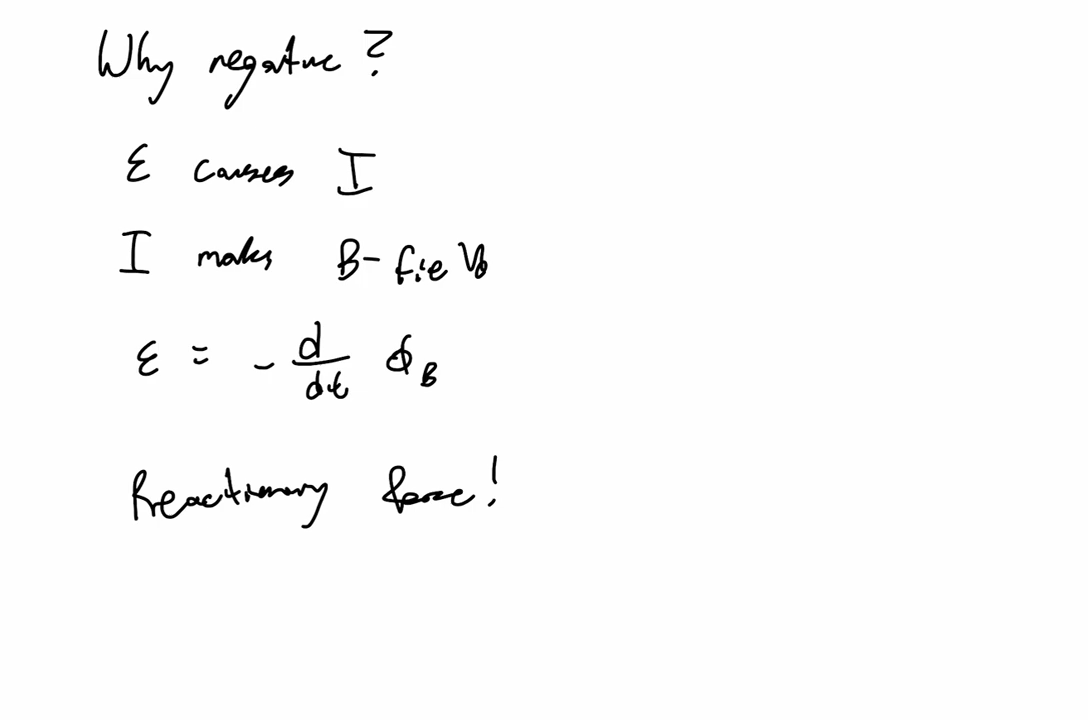 Why negative?
ε causes I
I makes B-field
ε = - d/dt ϕ_B
Reactionary force!